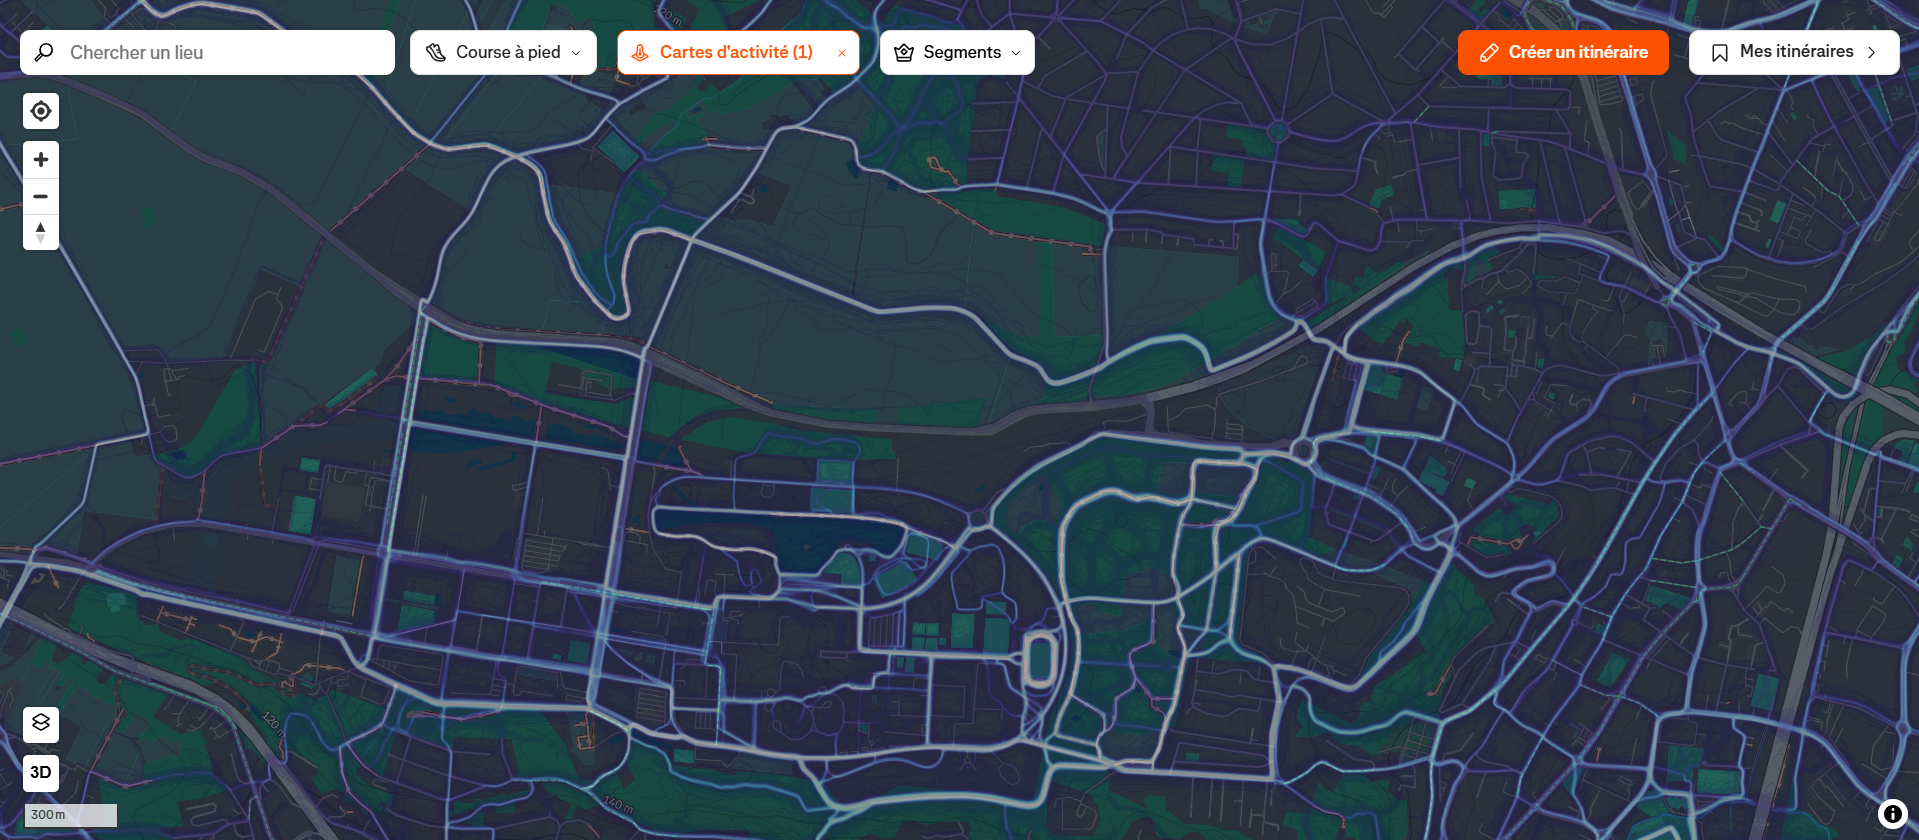 120 m
Chercher un lieu
Course à pied
Cartes d'activité (1)
×
Segments
Créer un itinéraire
Mes itinéraires
+
−
120 m
3D
140 m
300 m